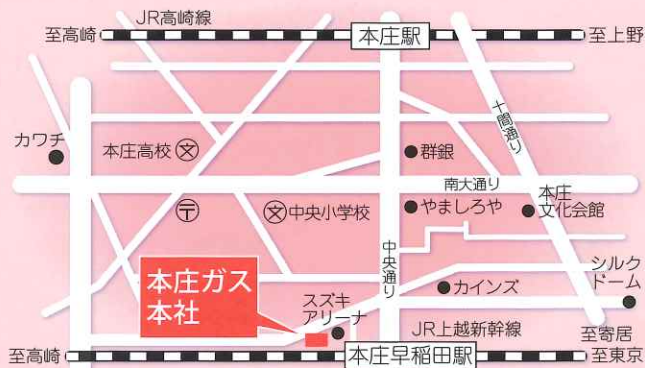 JR高崎線
至高崎
本庄駅
至上野
十間通り
カワチ
本庄高校
文
群銀
南大通り
〒
文
中央小学校
やましろや
本庄
文化会館
中央通り
本庄ガス
本社
スズキ
アリーナ
カインズ
シルク
ドーム
JR上越新幹線
至寄居
至高崎
本庄早稲田駅
至東京